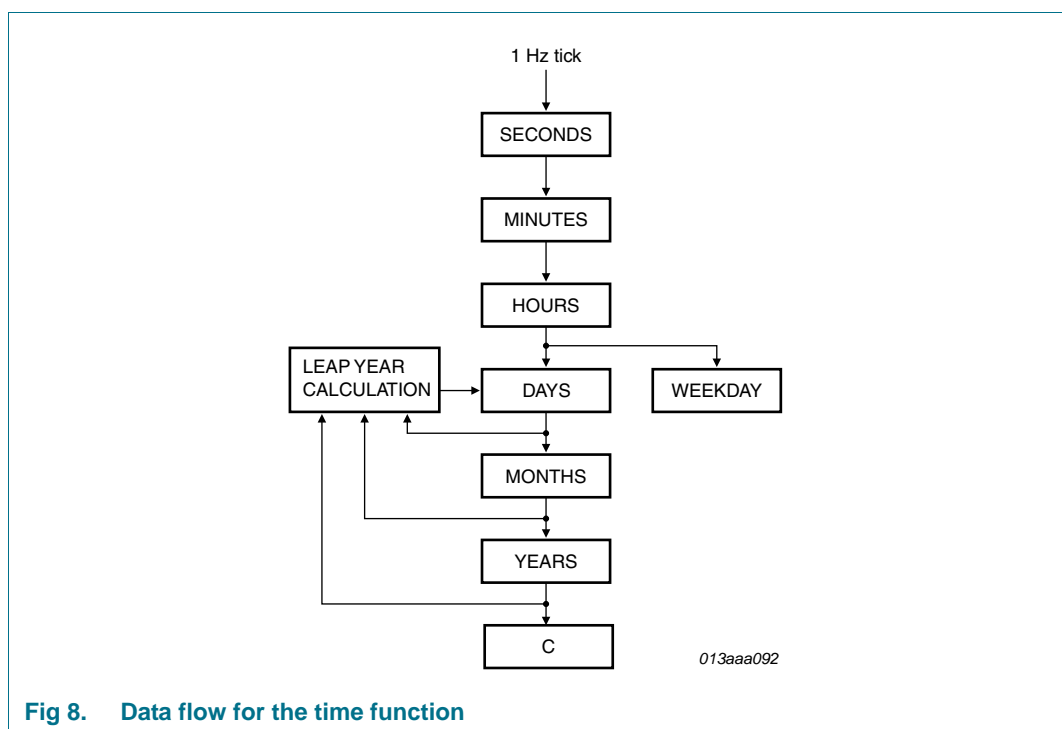 1 Hz tick
SECONDS
MINUTES
HOURS
LEAP YEAR
CALCULATION
DAYS
WEEKDAY
MONTHS
YEARS
C
013aaa092
Fig 8. Data flow for the time function